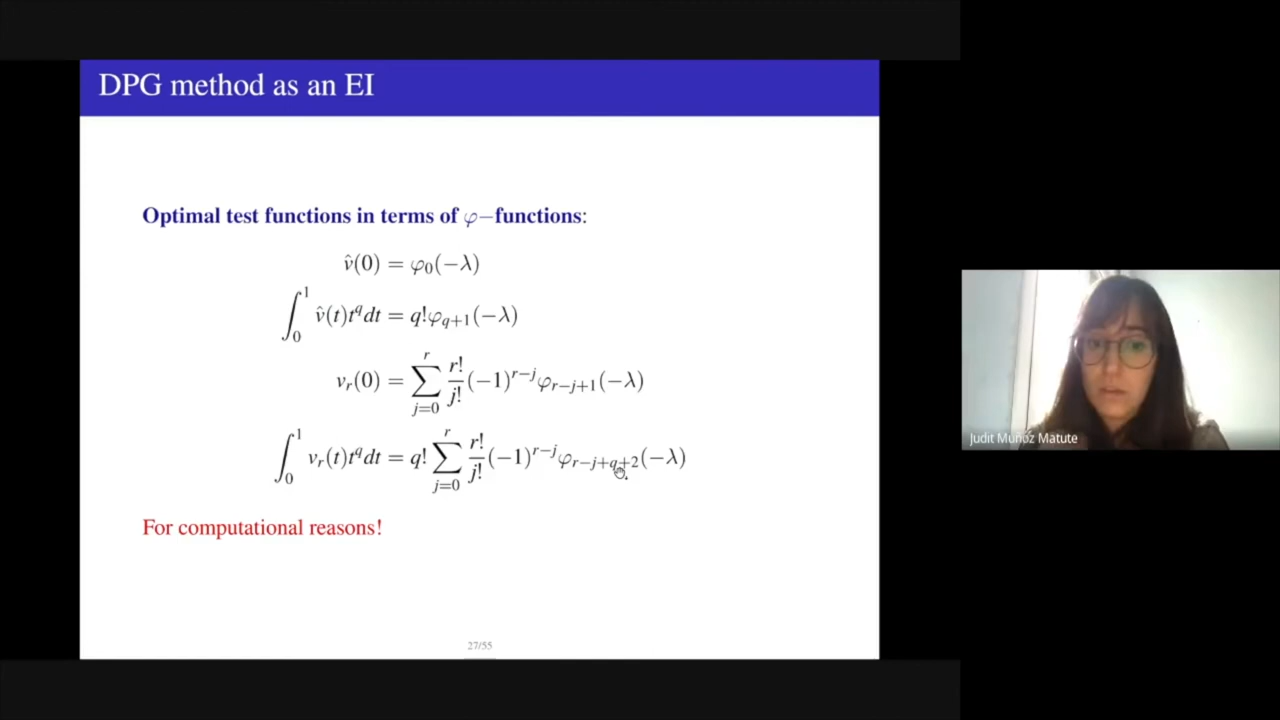 DPG method as an EI
Optimal test functions in terms of φ−functions:
v̂(0) = φ₀(−λ)
∫₀¹ v̂(t)t^q dt = q!φ_{q+1}(−λ)
v_r(0) = ∑_{j=0}^{r} r!/j! (−1)^{r−j} φ_{r−j+1}(−λ)
∫₀¹ v_r(t)t^q dt = q! ∑_{j=0}^{r} r!/j! (−1)^{r−j} φ_{r−j+q+2}(−λ)
For computational reasons!
27/55
Judit Muñoz Matute